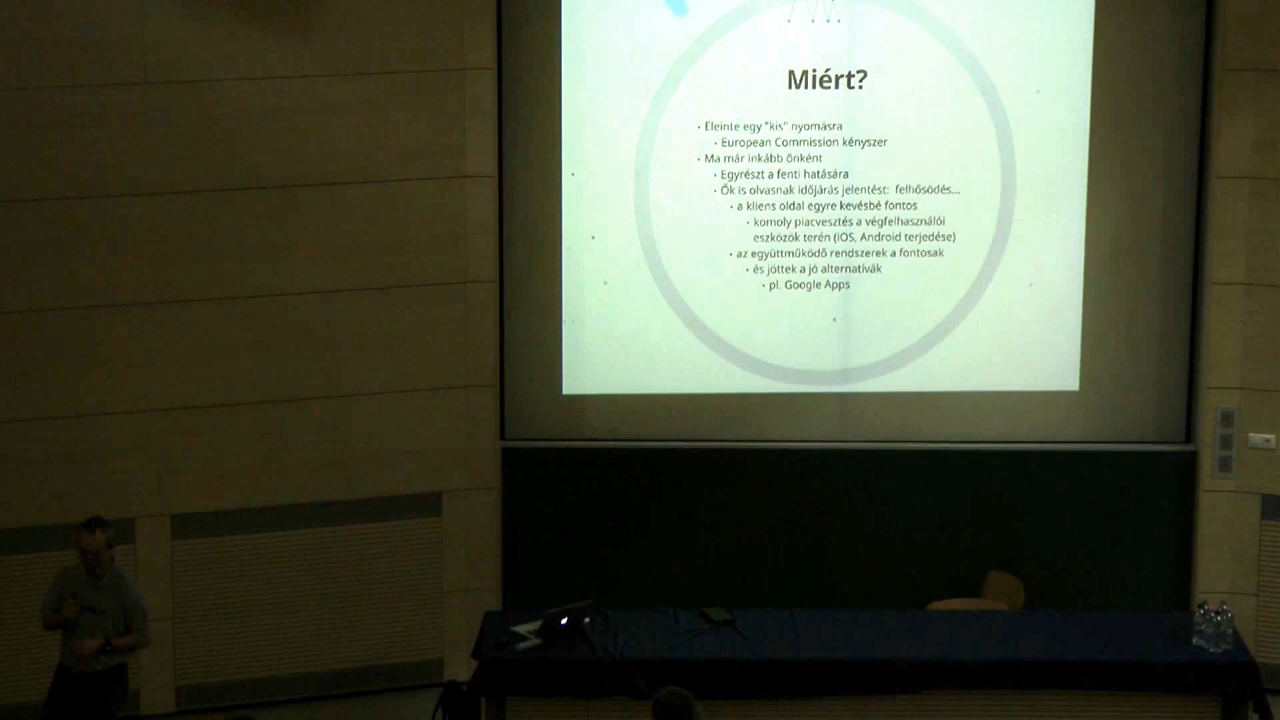 Miért?
• Eleinte egy "kis" nyomásra
• European Commission kényszer
• Ma már inkább önként
• Egyrészt a fenti hatására
• Ők is olvasnak időjárás jelentést: felhősödés...
• a kliens oldal egyre kevésbé fontos
• komoly piacvesztés a végfelhasználói
eszközök terén (iOS, Android terjedése)
• az együttműködő rendszerek a fontosak
• és jöttek a jó alternatívák
• pl. Google Apps